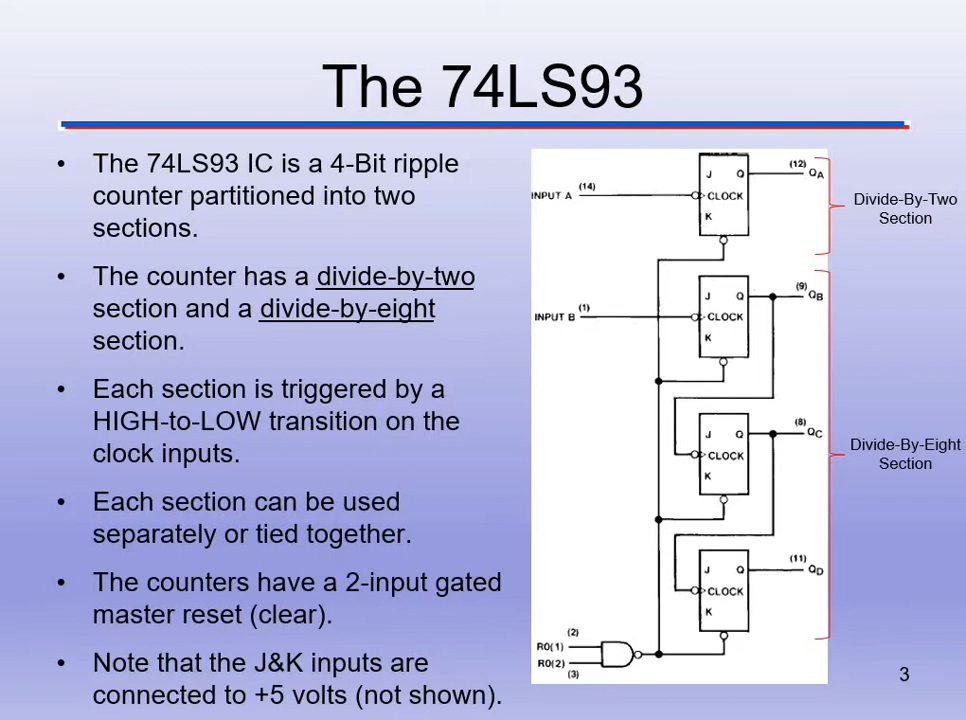 The 74LS93
• The 74LS93 IC is a 4-Bit ripple
counter partitioned into two
sections.
• The counter has a divide-by-two
section and a divide-by-eight
section.
• Each section is triggered by a
HIGH-to-LOW transition on the
clock inputs.
• Each section can be used
separately or tied together.
• The counters have a 2-input gated
master reset (clear).
• Note that the J&K inputs are
connected to +5 volts (not shown).
J Q (12) QA
INPUT A (14) CLOCK
K
Divide-By-Two
Section
J Q (9) QB
INPUT B (1) CLOCK
K
J Q (8) QC
CLOCK
K
Divide-By-Eight
Section
J Q (11) QD
CLOCK
K
(2)
R0(1)
R0(2)
(3)
3